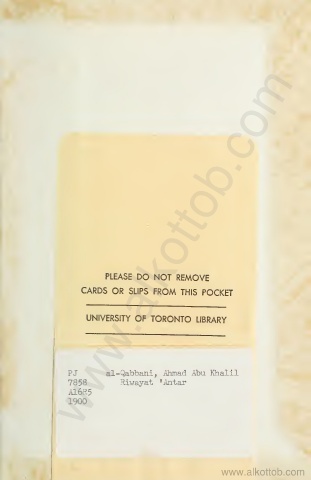 PLEASE DO NOT REMOVE
CARDS OR SLIPS FROM THIS POCKET
UNIVERSITY OF TORONTO LIBRARY
PJ al-Qabbani, Ahmad Abu Khalil
7858 Riwayat 'Antar
A16R5
1900
www.alkottob.com
www.alkottob.com